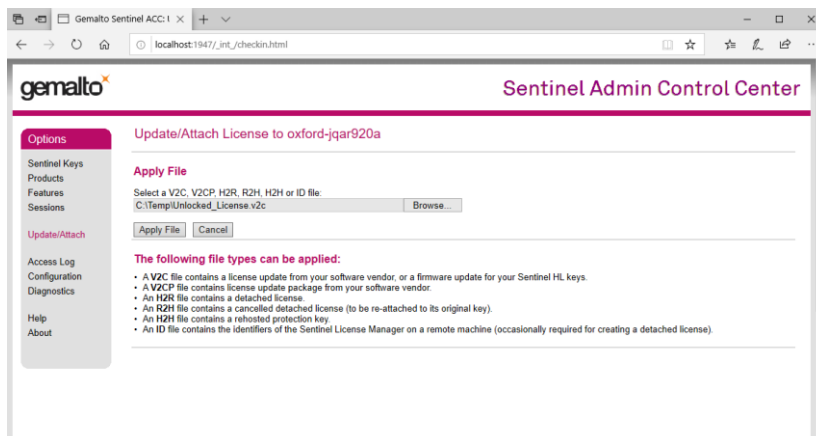 Gemalto Sentinel ACC: U
localhost:1947/_int_/checkin.html
gemalto
Sentinel Admin Control Center
Options
Sentinel Keys
Products
Features
Sessions
Update/Attach
Access Log
Configuration
Diagnostics
Help
About
Update/Attach License to oxford-jqar920a
Apply File
Select a V2C, V2CP, H2R, R2H, H2H or ID file:
C:\Temp\Unlocked_License.v2c
Browse...
Apply File Cancel
The following file types can be applied:
• A V2C file contains a license update from your software vendor, or a firmware update for your Sentinel HL keys.
• A V2CP file contains license update package from your software vendor.
• An H2R file contains a detached license.
• An R2H file contains a cancelled detached license (to be re-attached to its original key).
• An H2H file contains a rehosted protection key.
• An ID file contains the identifiers of the Sentinel License Manager on a remote machine (occasionally required for creating a detached license).